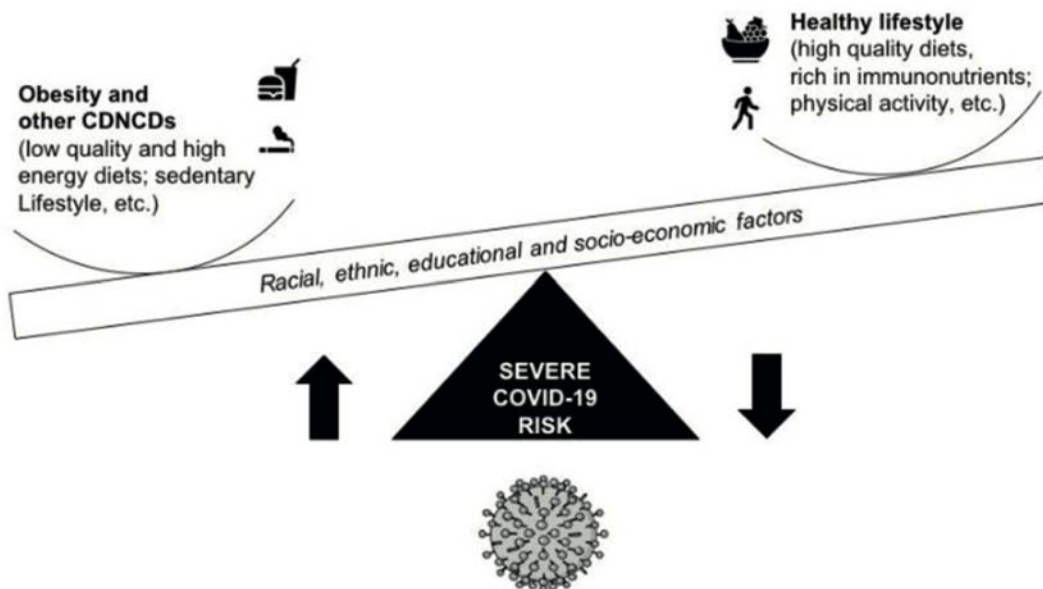 Obesity and
other CDNCDs
(low quality and high
energy diets; sedentary
Lifestyle, etc.)
Healthy lifestyle
(high quality diets,
rich in immunonutrients;
physical activity, etc.)
Racial, ethnic, educational and socio-economic factors
SEVERE
COVID-19
RISK